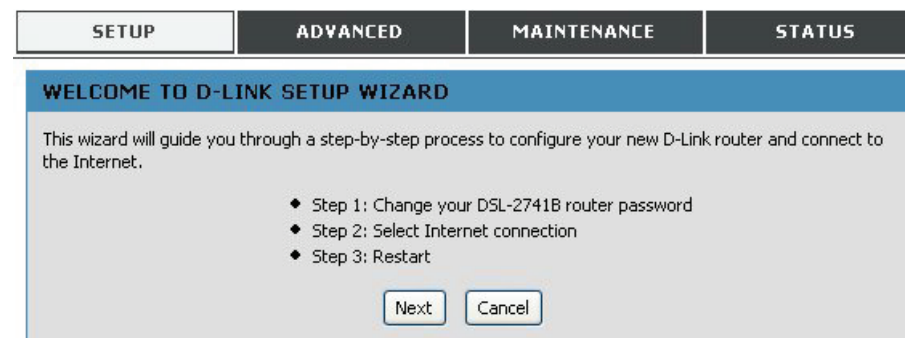 SETUP ADVANCED MAINTENANCE STATUS
WELCOME TO D-LINK SETUP WIZARD
This wizard will guide you through a step-by-step process to configure your new D-Link router and connect to
the Internet.
Step 1: Change your DSL-2741B router password
Step 2: Select Internet connection
Step 3: Restart
Next Cancel